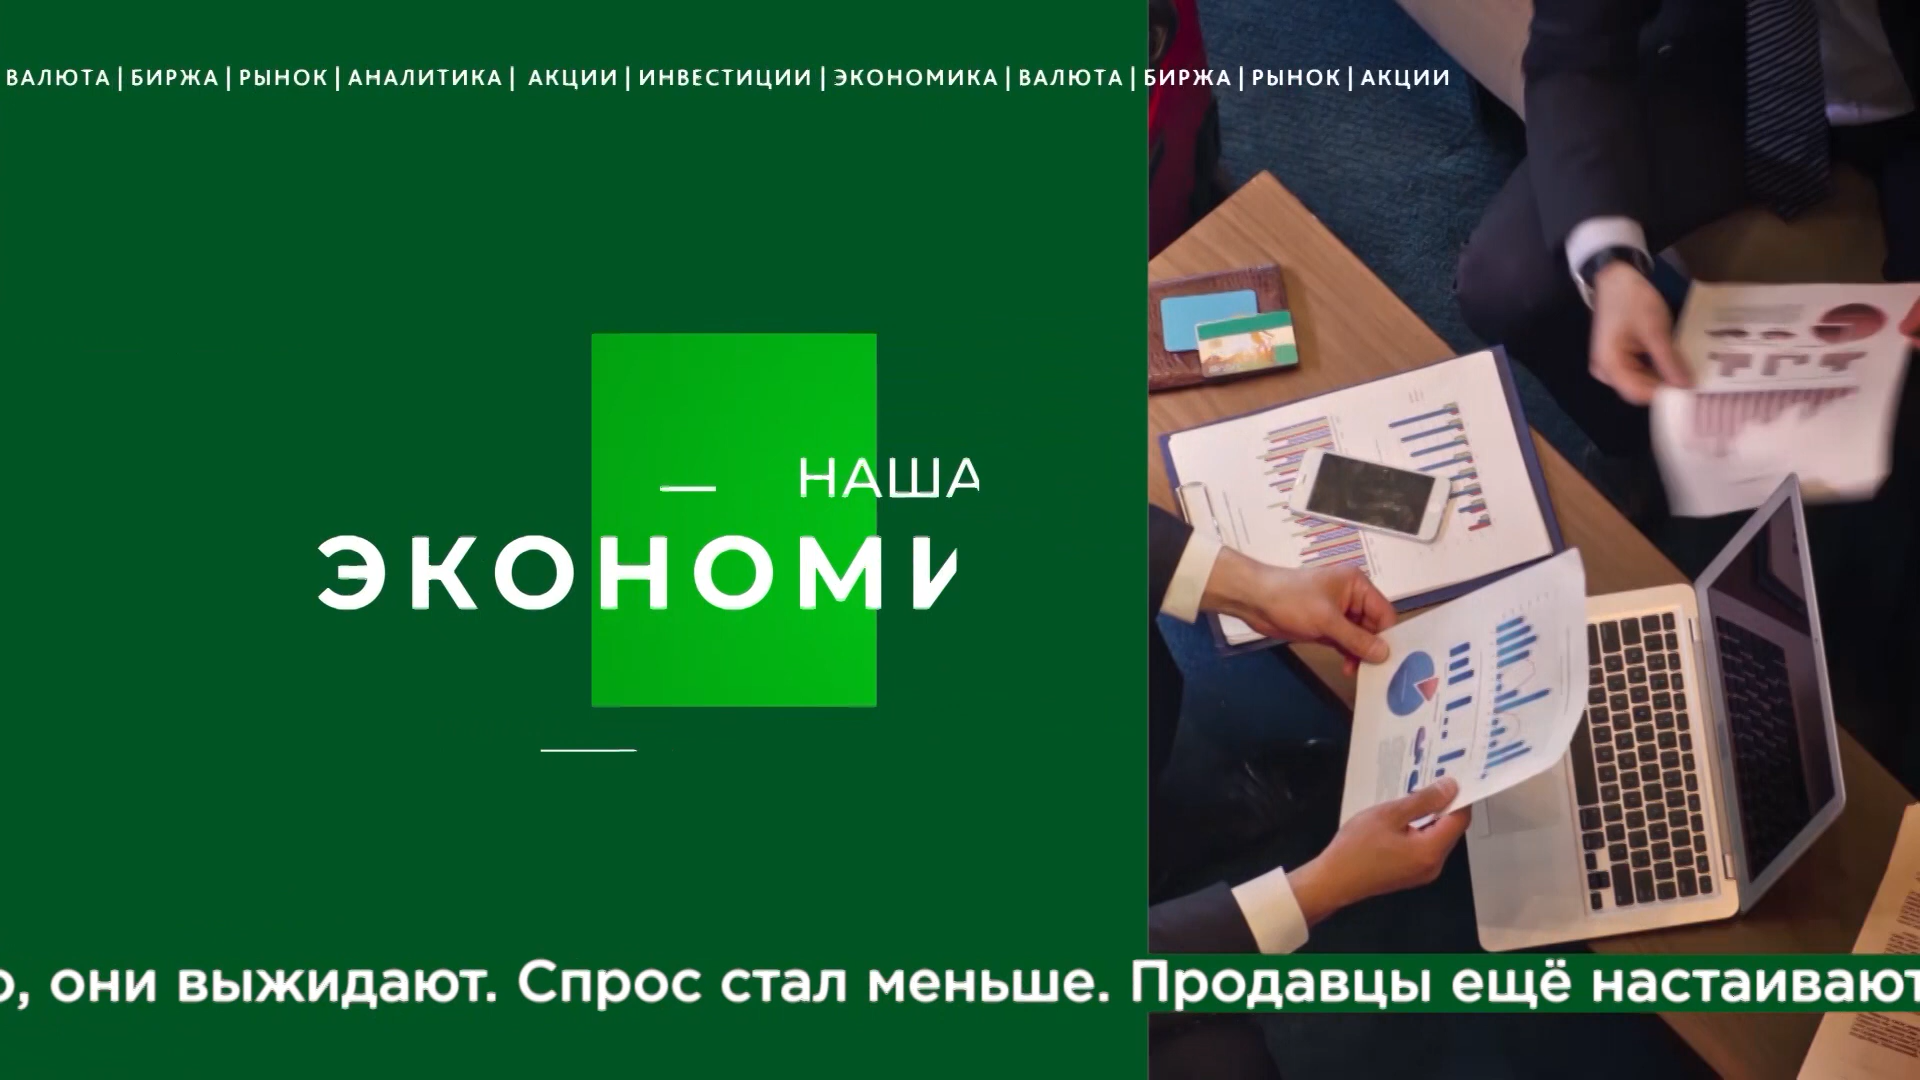 ВАЛЮТА | БИРЖА | РЫНОК | АНАЛИТИКА | АКЦИИ | ИНВЕСТИЦИИ | ЭКОНОМИКА | ВАЛЮТА | БИРЖА | РЫНОК | АКЦИИ
НАША
ЭКОНОМИ
о, они выжидают. Спрос стал меньше. Продавцы ещё настаивают